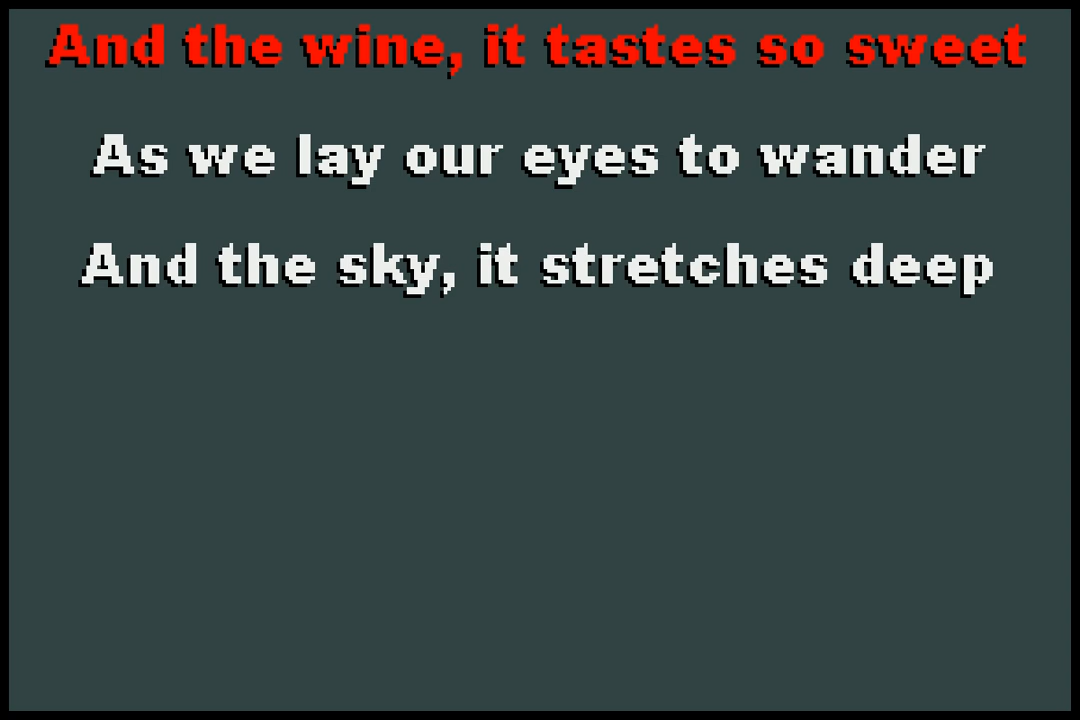 And the wine, it tastes so sweet
As we lay our eyes to wander
And the sky, it stretches deep